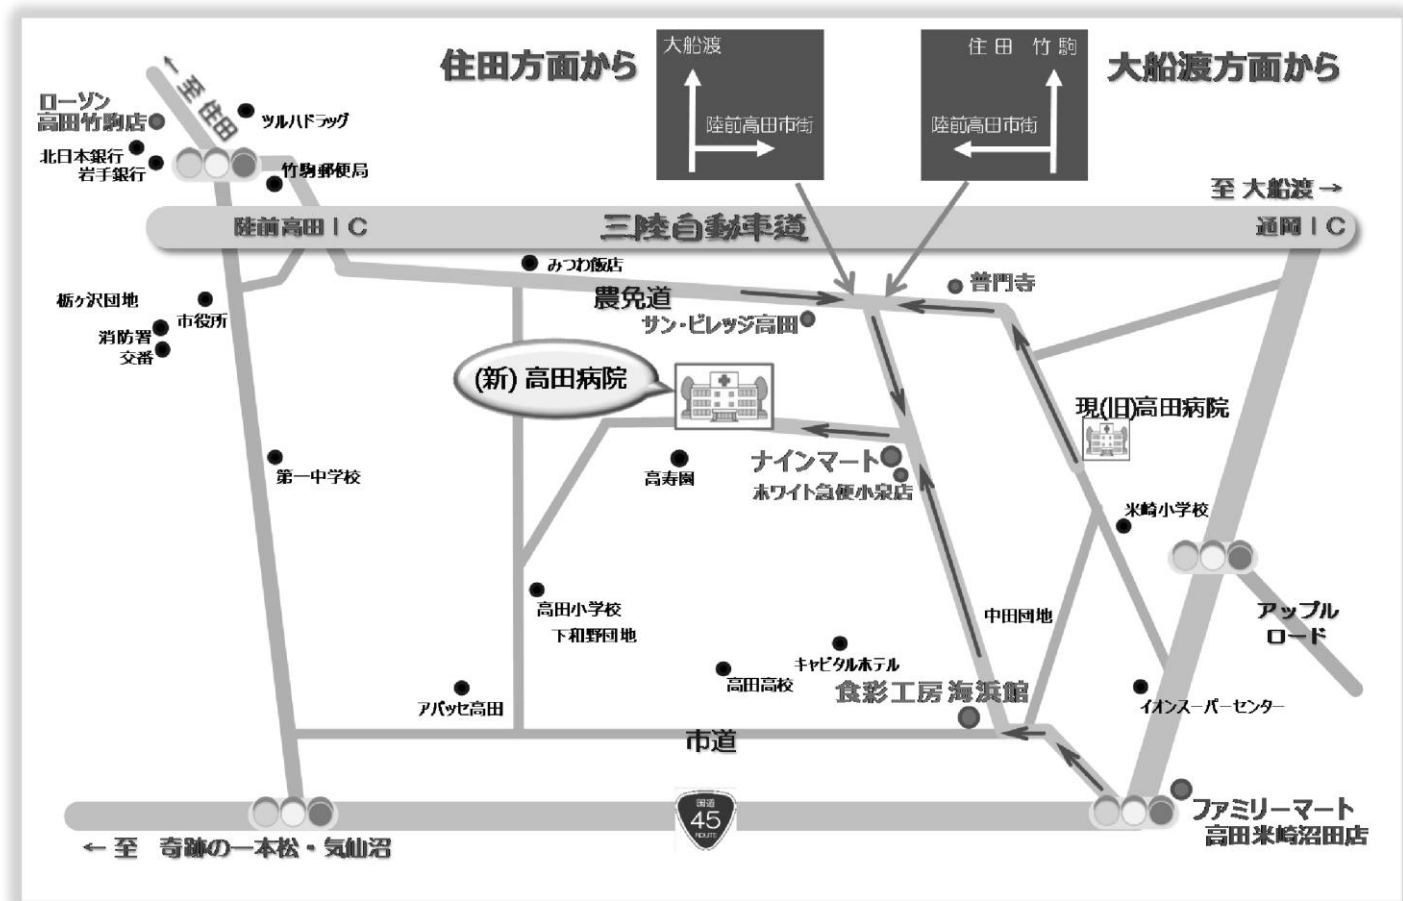 住田方面から
大船渡
陸前高田市街
住田 竹駒
陸前高田市街
大船渡方面から
← 至 住田
ローソン
高田竹駒店
ツルハドラッグ
北日本銀行
岩手銀行
竹駒郵便局
至 大船渡 →
陸前高田IC
三陸自動車道
通岡IC
みつわ飯店
農免道
普門寺
栃ヶ沢団地
市役所
サン・ビレッジ高田
消防署
交番
(新) 高田病院
現(旧)高田病院
第一中学校
高寿園
ナインマート
ホワイト急便小泉店
米崎小学校
高田小学校
下和野団地
中田団地
アップル
ロード
キャピタルホテル
高田高校
食彩工房 海浜館
アバッセ高田
イオンスーパーセンター
市道
国道
45
ROUTE
ファミリーマート
高田米崎沼田店
← 至 奇跡の一本松・気仙沼